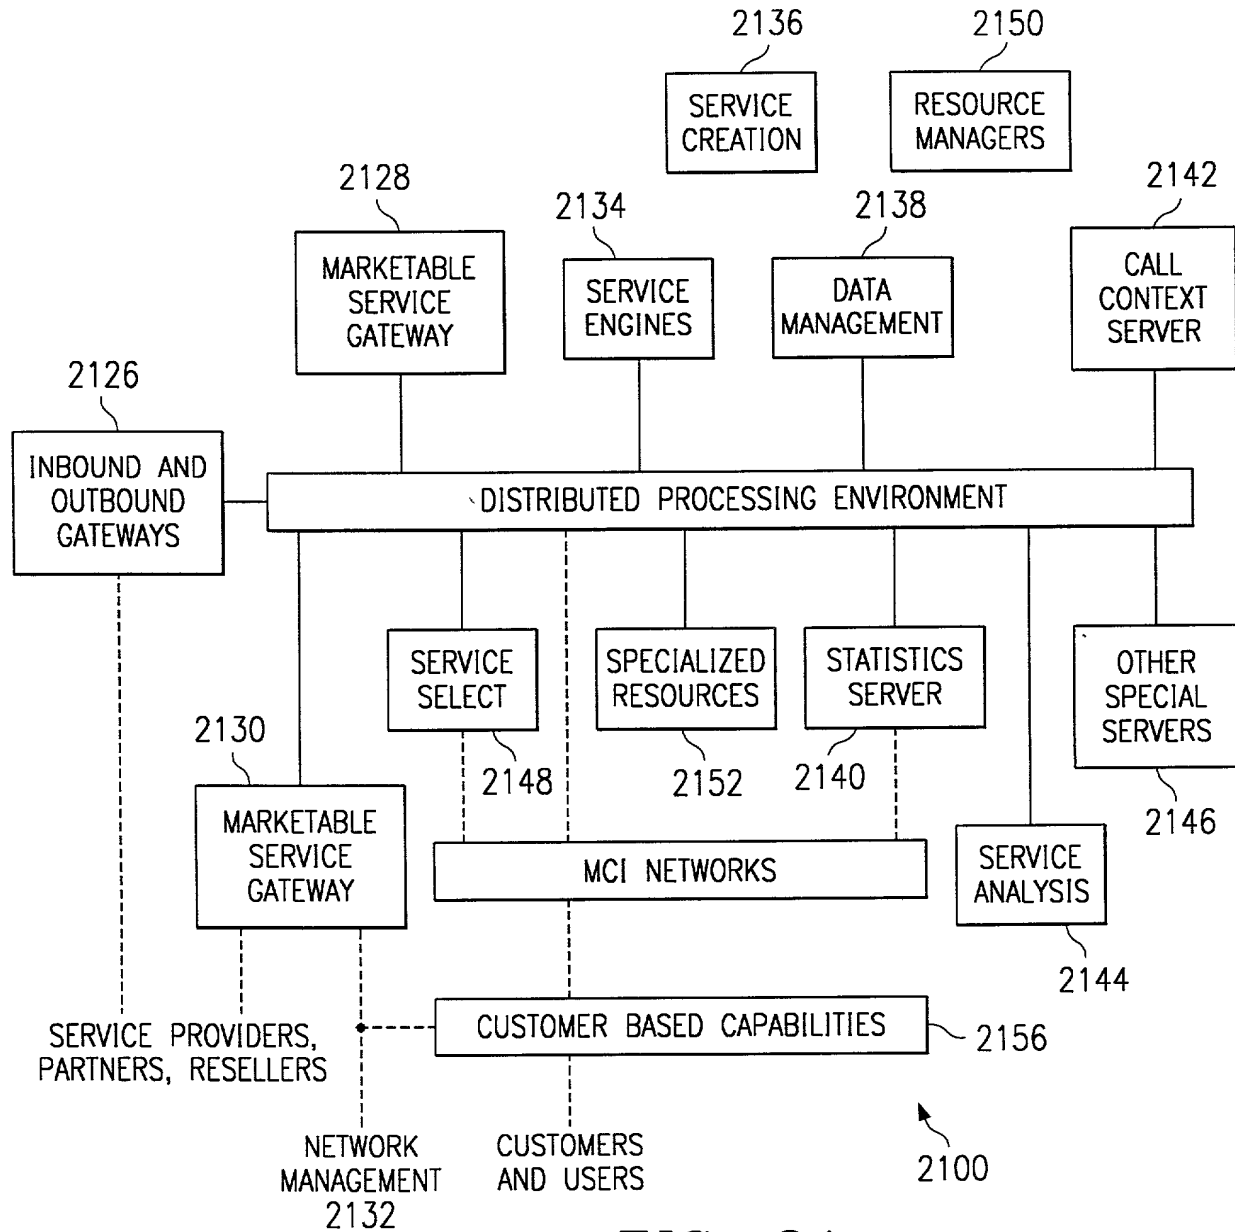 2136
2150
SERVICE
CREATION
RESOURCE
MANAGERS
2128
2134
2138
2142
MARKETABLE
SERVICE
GATEWAY
SERVICE
ENGINES
DATA
MANAGEMENT
CALL
CONTEXT
SERVER
2126
INBOUND AND
OUTBOUND
GATEWAYS
DISTRIBUTED PROCESSING ENVIRONMENT
SERVICE
SELECT
SPECIALIZED
RESOURCES
STATISTICS
SERVER
OTHER
SPECIAL
SERVERS
2130
2148
2152
2140
2146
MARKETABLE
SERVICE
GATEWAY
MCI NETWORKS
SERVICE
ANALYSIS
2144
SERVICE PROVIDERS,
PARTNERS, RESELLERS
CUSTOMER BASED CAPABILITIES
2156
NETWORK
MANAGEMENT
2132
CUSTOMERS
AND USERS
2100